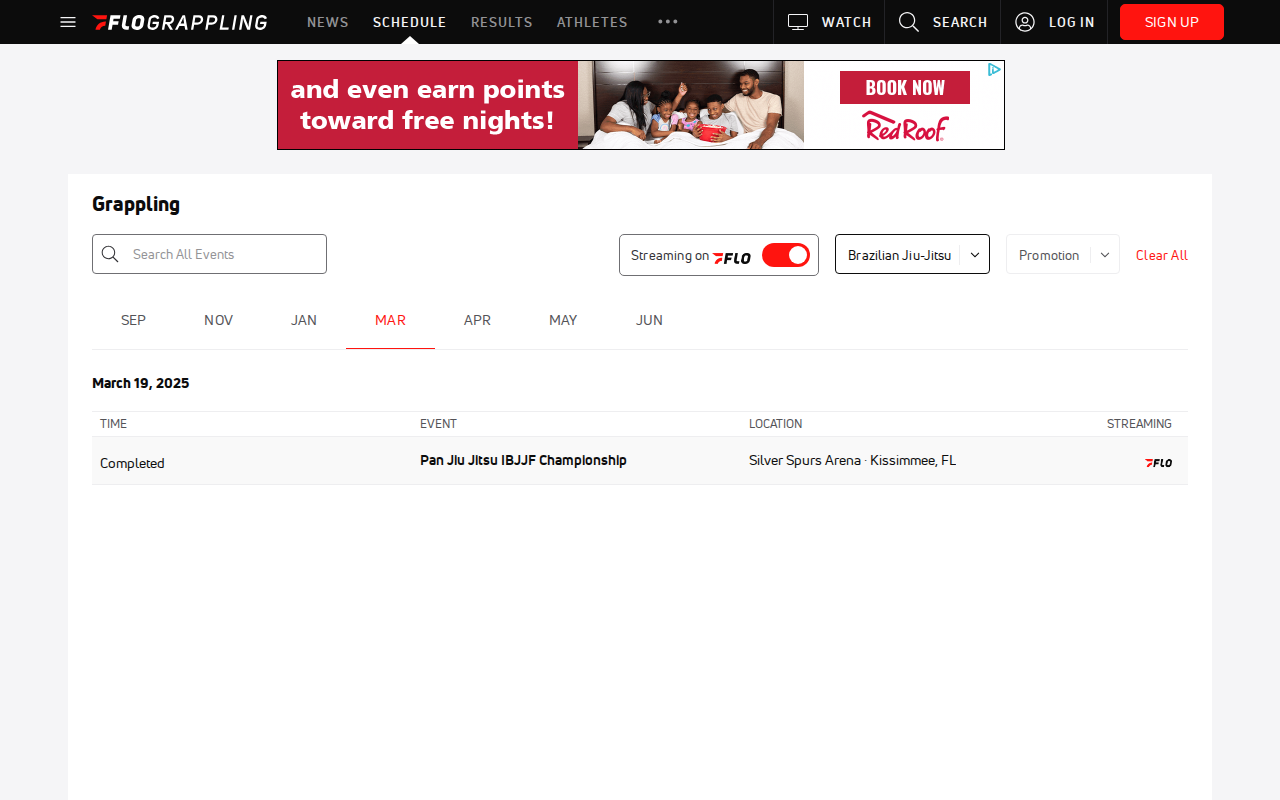 FLOGRAPPLING NEWS SCHEDULE RESULTS ATHLETES WATCH SEARCH LOG IN SIGN UP
and even earn points
toward free nights!
BOOK NOW
Red Roof
Grappling
Search All Events Streaming on FLO Brazilian Jiu-Jitsu Promotion Clear All
SEP NOV JAN MAR APR MAY JUN
March 19, 2025
TIME EVENT LOCATION STREAMING
Completed Pan Jiu Jitsu IBJJF Championship Silver Spurs Arena · Kissimmee, FL FLO